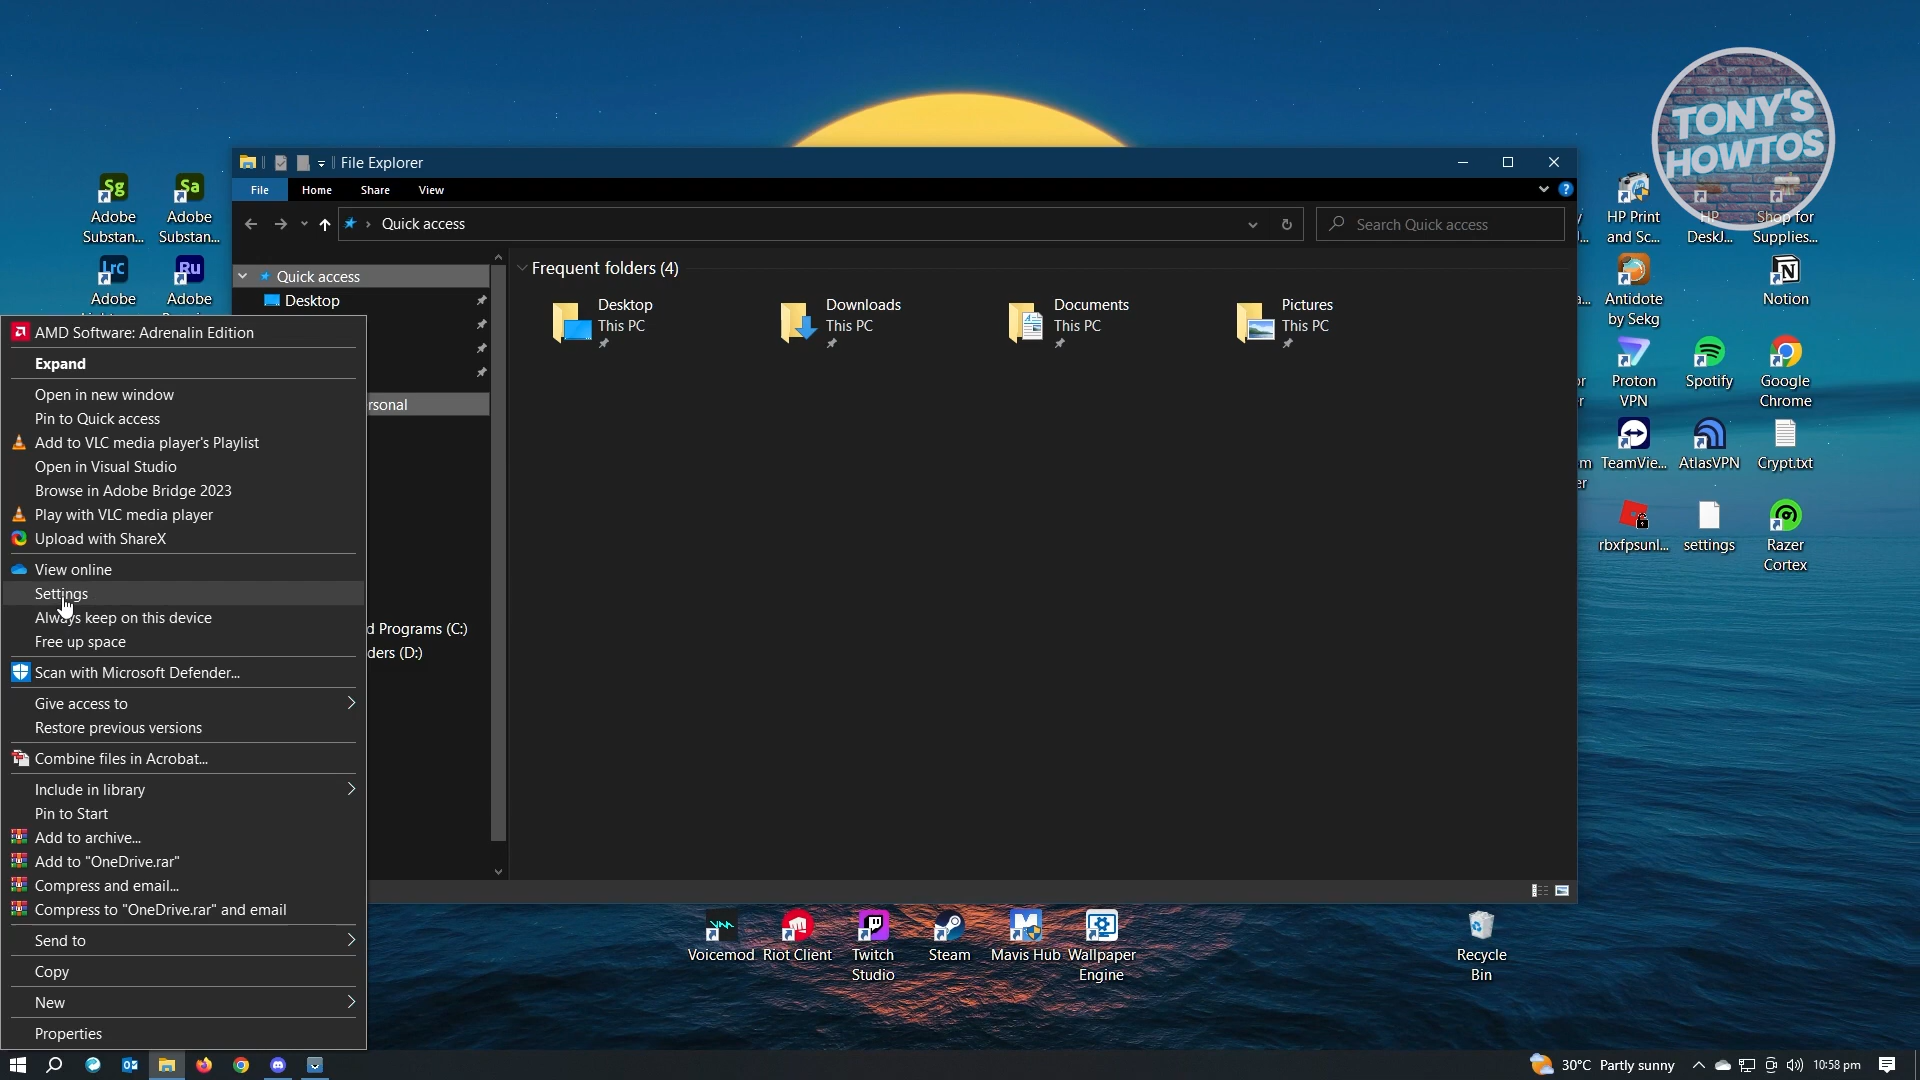 TONY'S
HOWTOS
File Explorer
File
Home
Share
View
Quick access
Search Quick access
Quick access
Desktop
rsonal
d Programs (C:)
ders (D:)
Frequent folders (4)
Desktop
This PC
Downloads
This PC
Documents
This PC
Pictures
This PC
Adobe
Substan...
Adobe
Substan...
Adobe
Adobe
AMD Software: Adrenalin Edition
Expand
Open in new window
Pin to Quick access
Add to VLC media player's Playlist
Open in Visual Studio
Browse in Adobe Bridge 2023
Play with VLC media player
Upload with ShareX
View online
Settings
Always keep on this device
Free up space
Scan with Microsoft Defender...
Give access to
Restore previous versions
Combine files in Acrobat...
Include in library
Pin to Start
Add to archive...
Add to "OneDrive.rar"
Compress and email...
Compress to "OneDrive.rar" and email
Send to
Copy
New
Properties
HP Print
and Sc...
HP
DeskJ...
Shop for
Supplies...
Antidote
by Sekg
Notion
Proton
VPN
Spotify
Google
Chrome
TeamVie...
AtlasVPN
Crypt.txt
rbxfpsunl...
settings
Razer
Cortex
Voicemod
Riot Client
Twitch
Studio
Steam
Mavis Hub
Wallpaper
Engine
Recycle
Bin
30°C Partly sunny
10:58 pm